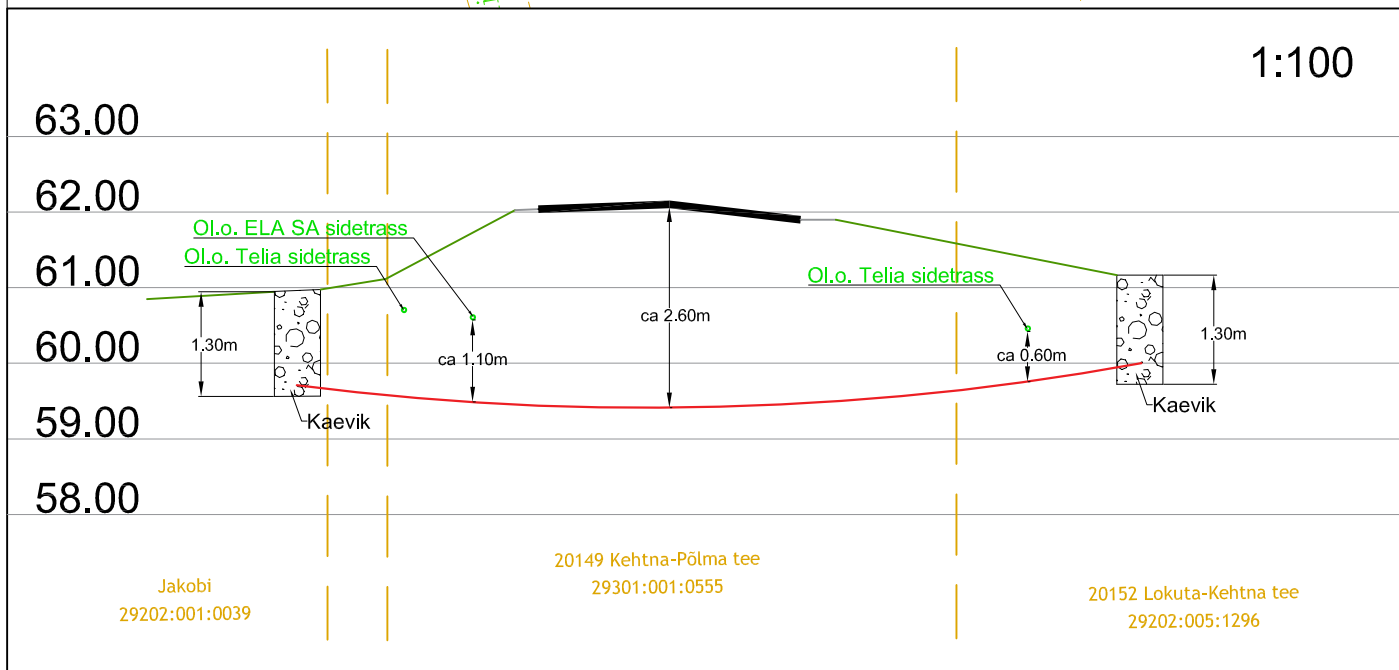 1:100
63.00
62.00
Ol.o. ELA SA sidetrass
Ol.o. Telia sidetrass
61.00
Ol.o. Telia sidetrass
ca 2.60m
1.30m
1.30m
60.00
ca 1.10m
ca 0.60m
Kaevik
Kaevik
59.00
58.00
20149 Kehtna-Põlma tee
29301:001:0555
Jakobi
29202:001:0039
20152 Lokuta-Kehtna tee
29202:005:1296